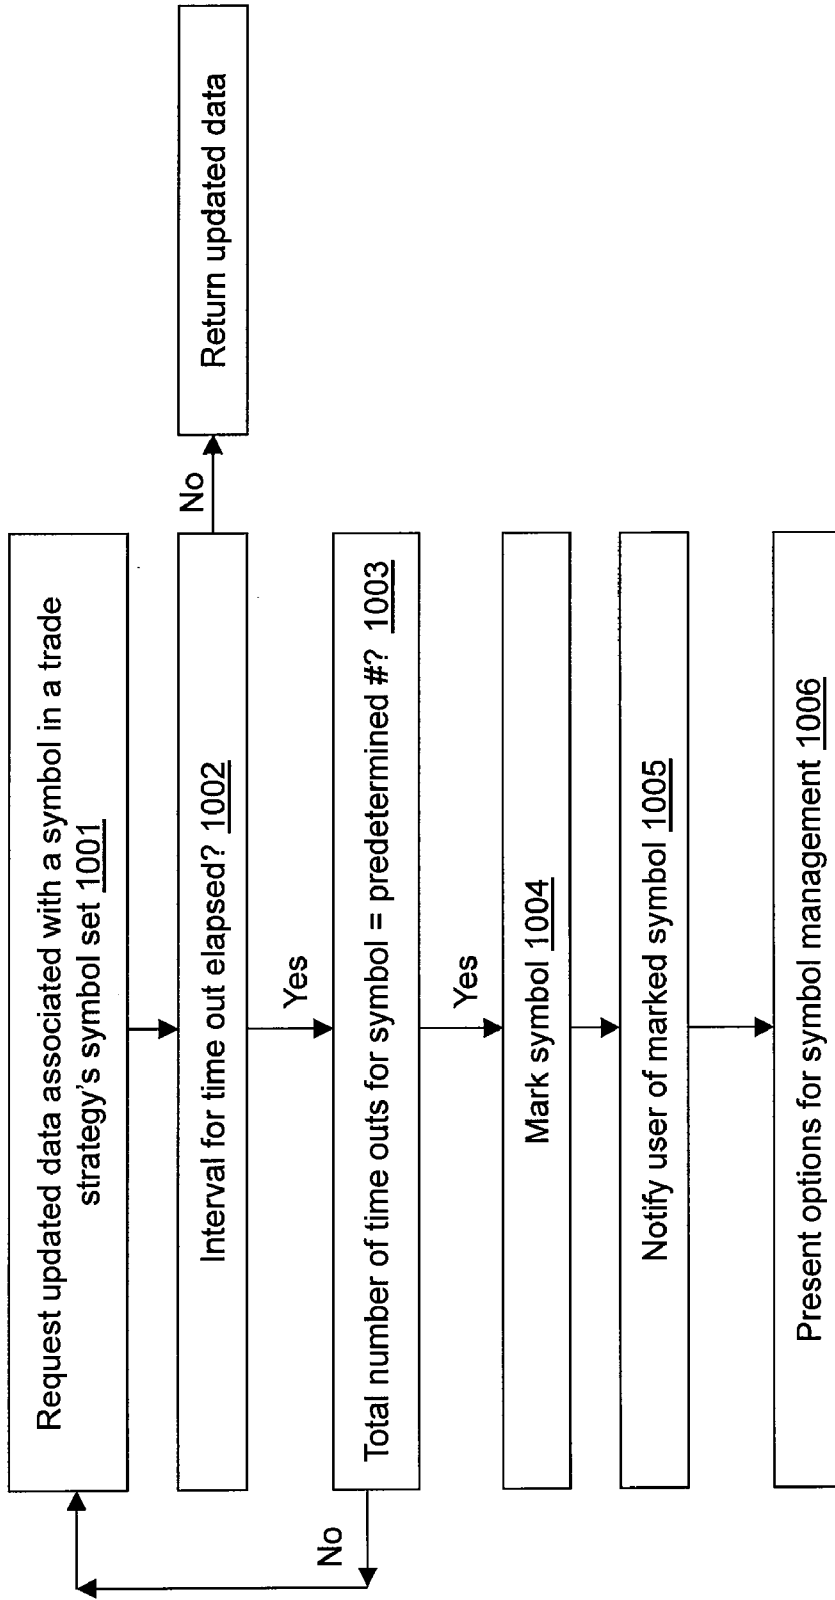 Request updated data associated with a symbol in a trade
strategy's symbol set 1001
Interval for time out elapsed? 1002
No
Return updated data
Yes
Total number of time outs for symbol = predetermined #? 1003
No
Yes
Mark symbol 1004
Notify user of marked symbol 1005
Present options for symbol management 1006